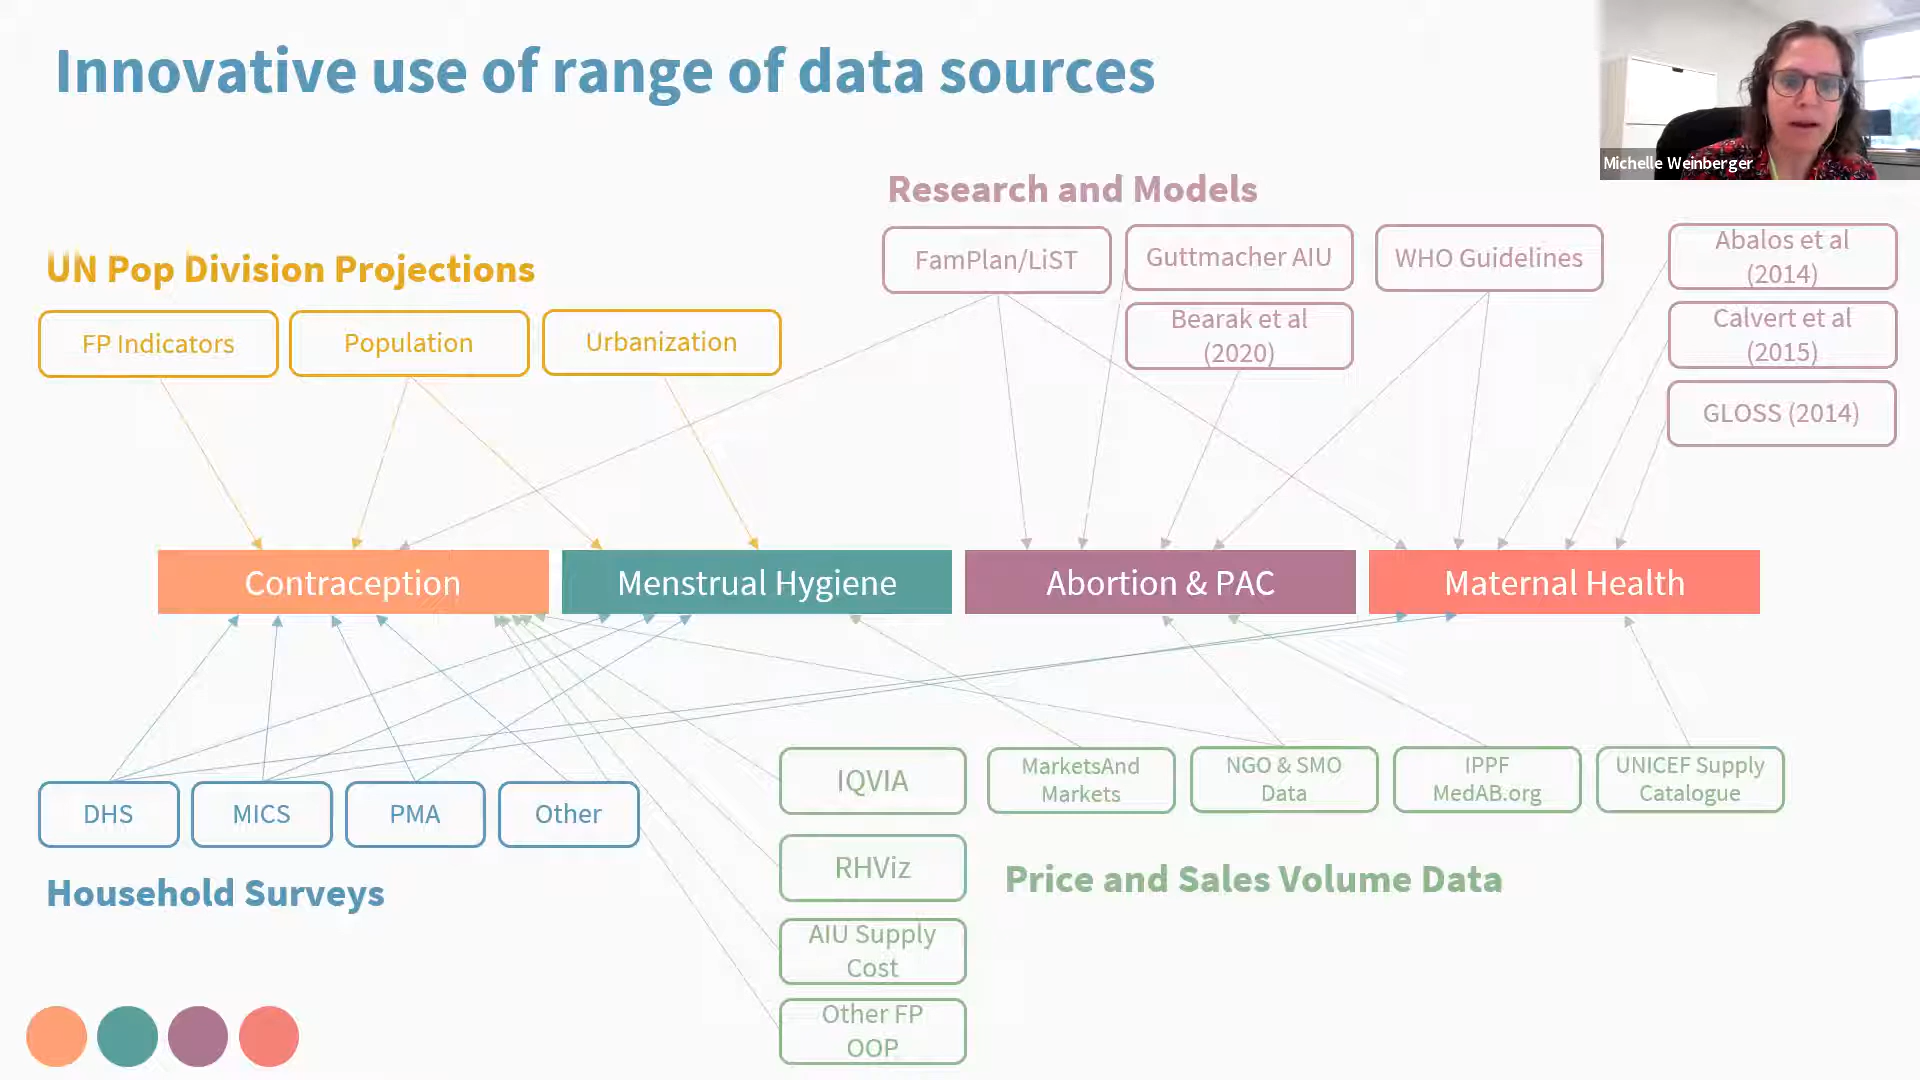 Innovative use of range of data sources
Michelle Weinberger
Research and Models
UN Pop Division Projections
FamPlan/LiST
Guttmacher AIU
WHO Guidelines
Abalos et al
(2014)
Bearak et al
(2020)
Calvert et al
(2015)
GLOSS (2014)
FP Indicators
Population
Urbanization
Contraception
Menstrual Hygiene
Abortion & PAC
Maternal Health
DHS
MICS
PMA
Other
Household Surveys
IQVIA
MarketsAnd
Markets
NGO & SMO
Data
IPPF
MedAB.org
UNICEF Supply
Catalogue
RHViz
Price and Sales Volume Data
AIU Supply
Cost
Other FP
OOP